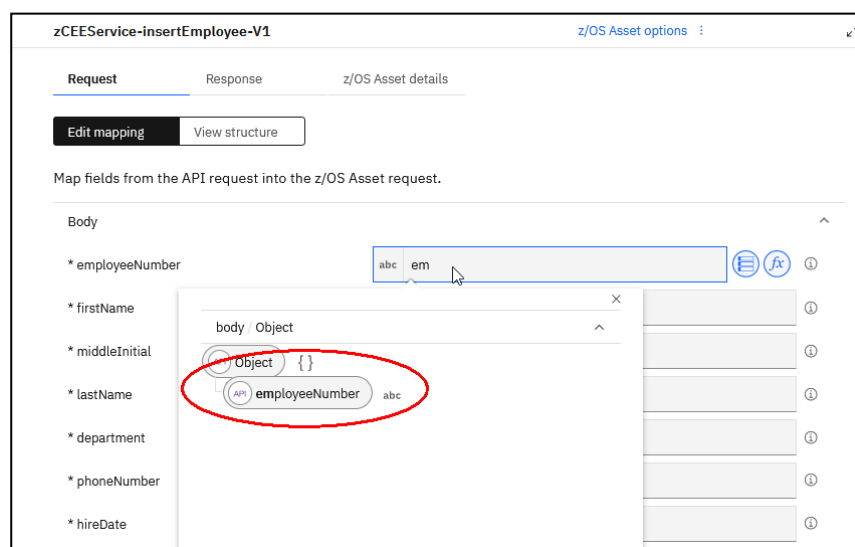 zCEEService-insertEmployee-V1 z/OS Asset options
Request Response z/OS Asset details
Edit mapping View structure
Map fields from the API request into the z/OS Asset request.
Body
* employeeNumber abc em fx
* firstName
body / Object
* middleInitial
API Object { }
* lastName
API employeeNumber abc
* department
* phoneNumber
* hireDate